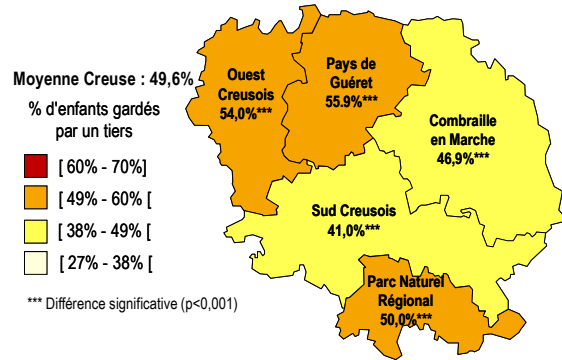 Moyenne Creuse : 49,6%
% d'enfants gardés
par un tiers
[ 60% - 70%]
[ 49% - 60% [
[ 38% - 49% [
[ 27% - 38% [
*** Différence significative (p<0,001)
Ouest
Creusois
54,0%***
Pays de
Guéret
55.9%***
Combraille
en Marche
46,9%***
Sud Creusois
41,0%***
Parc Naturel
Régional
50,0%***